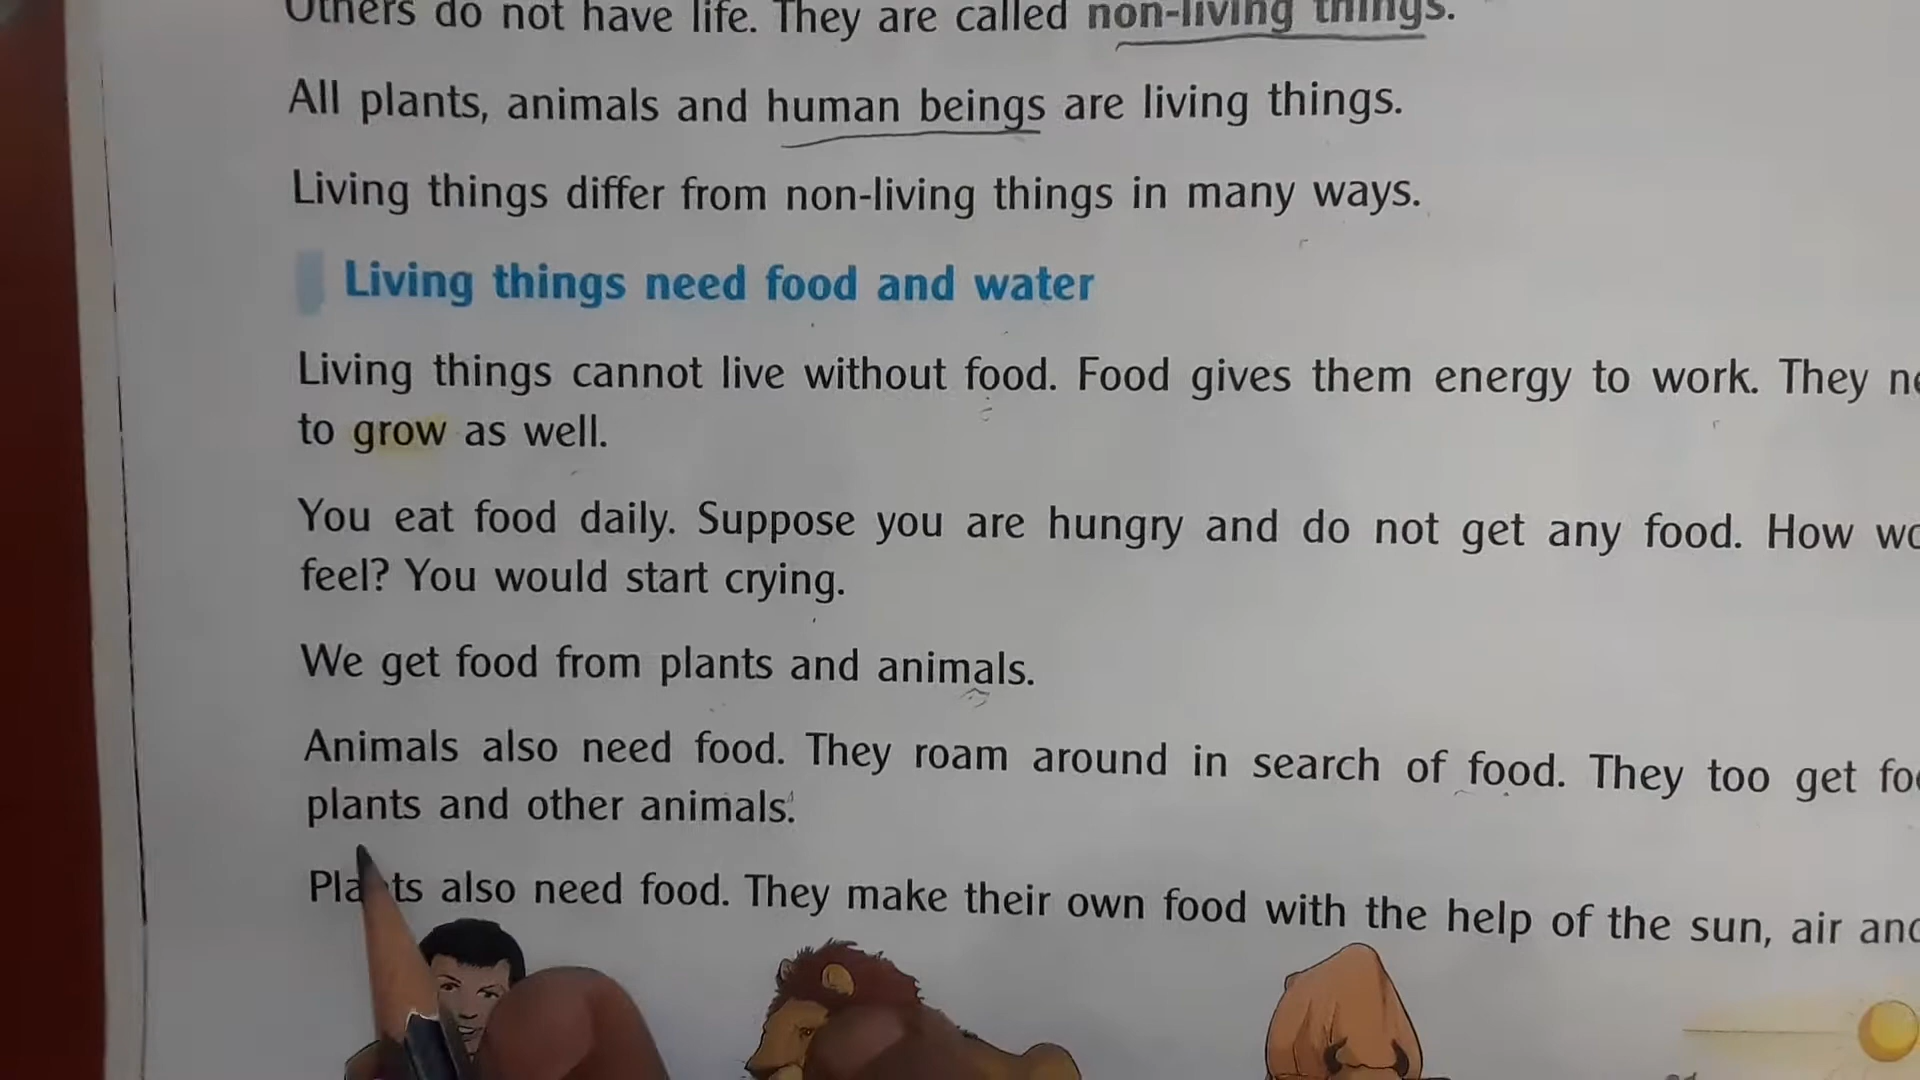 Others do not have life. They are called non-living things.
All plants, animals and human beings are living things.
Living things differ from non-living things in many ways.
Living things need food and water
Living things cannot live without food. Food gives them energy to work. They
to grow as well.
You eat food daily. Suppose you are hungry and do not get any food. How
feel? You would start crying.
We get food from plants and animals.
Animals also need food. They roam around in search of food. They too get
plants and other animals.
Plants also need food. They make their own food with the help of the sun, air and